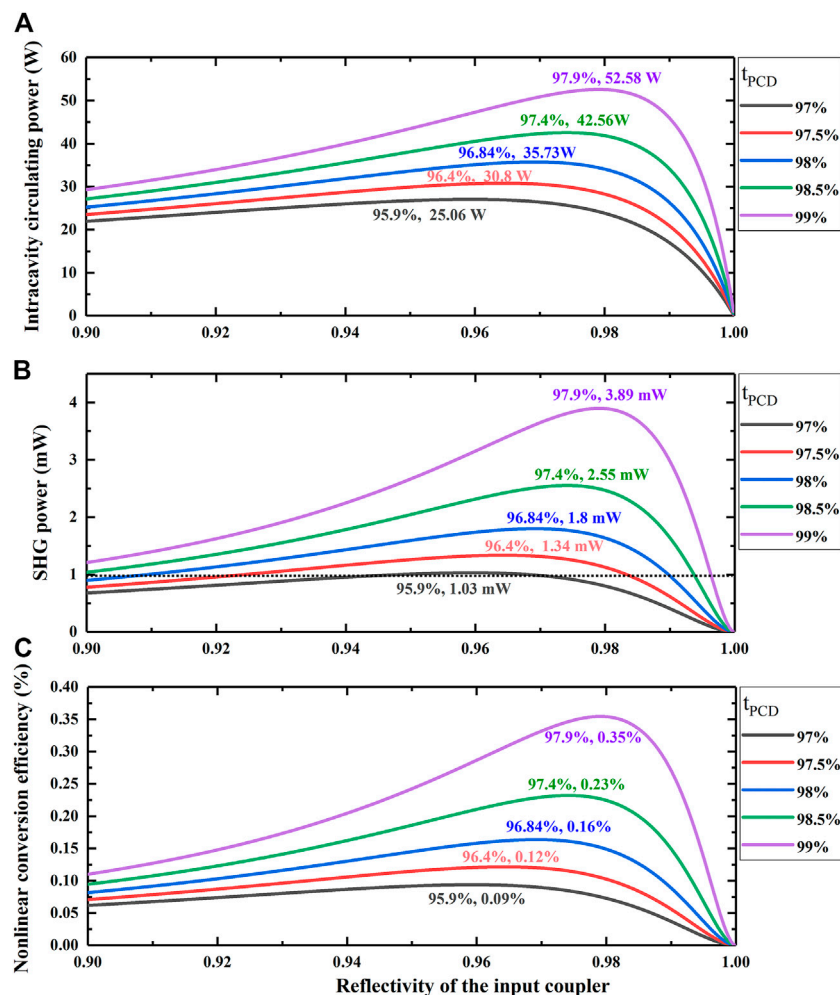 A
Intracavity circulating power (W)
60
50
40
30
20
10
0
97.9%, 52.58 W
97.4%, 42.56W
96.84%, 35.73W
96.4%, 30.8 W
95.9%, 25.06 W
0.90
0.92
0.94
0.96
0.98
1.00
tPCD
97%
97.5%
98%
98.5%
99%
B
SHG power (mW)
4
3
2
1
0
97.9%, 3.89 mW
97.4%, 2.55 mW
96.84%, 1.8 mW
96.4%, 1.34 mW
95.9%, 1.03 mW
0.90
0.92
0.94
0.96
0.98
1.00
tPCD
97%
97.5%
98%
98.5%
99%
C
Nonlinear conversion efficiency (%)
0.40
0.35
0.30
0.25
0.20
0.15
0.10
0.05
0.00
97.9%, 0.35%
97.4%, 0.23%
96.84%, 0.16%
96.4%, 0.12%
95.9%, 0.09%
0.90
0.92
0.94
0.96
0.98
1.00
Reflectivity of the input coupler
tPCD
97%
97.5%
98%
98.5%
99%